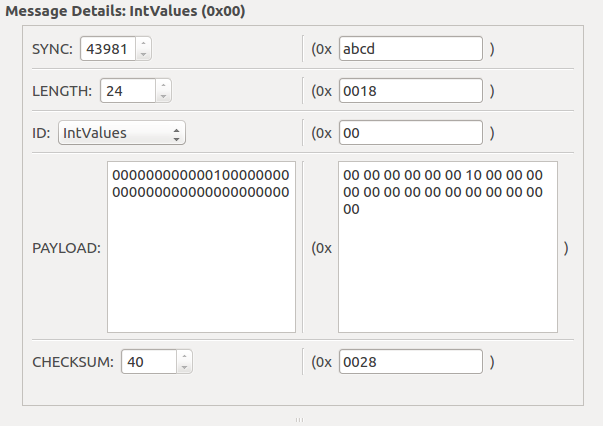 Message Details: IntValues (0x00)
SYNC: 43981 (0x abcd )
LENGTH: 24 (0x 0018 )
ID: IntValues (0x 00 )
000000000000100000000
000000000000000000000
00 00 00 00 00 00 10 00 00 00
00 00 00 00 00 00 00 00 00 00
00
PAYLOAD: (0x )
CHECKSUM: 40 (0x 0028 )